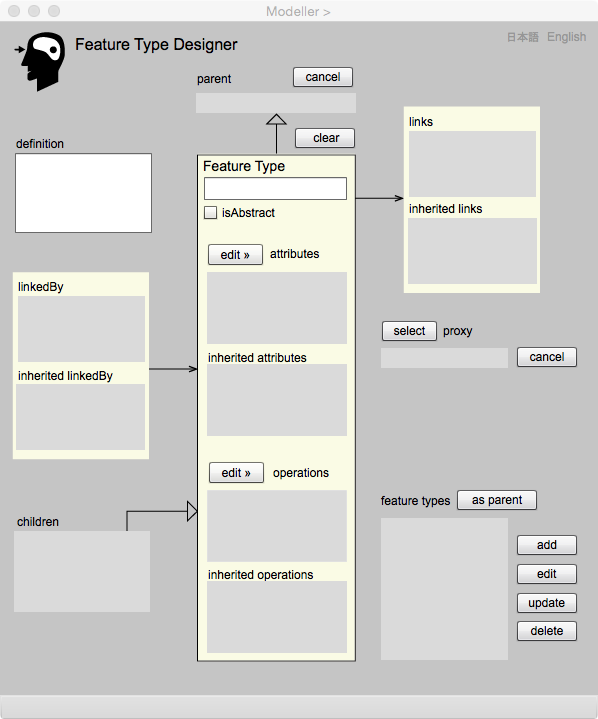 Modeller >
Feature Type Designer
日本語 English
parent
cancel
clear
definition
Feature Type
isAbstract
edit »
attributes
inherited attributes
edit »
operations
inherited operations
links
inherited links
linkedBy
inherited linkedBy
select
proxy
cancel
children
feature types
as parent
add
edit
update
delete